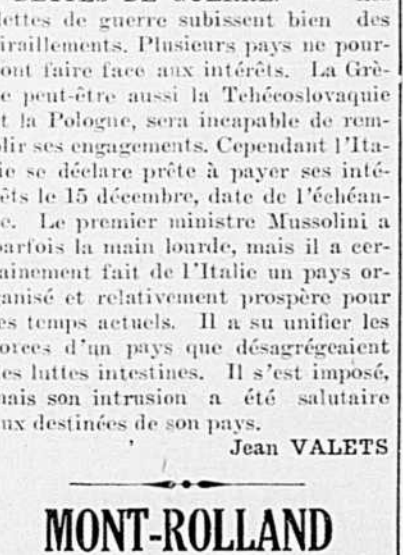 dettes de guerre subissent bien des
tiraillements. Plusieurs pays ne pour-
ront faire face aux intérêts. La Grè-
ce peut-être aussi la Tchécoslovaquie
et la Pologne, sera incapable de rem-
plir ses engagements. Cependant l'Ita-
lie se déclare prête à payer ses inté-
rêts le 15 décembre, date de l'échéan-
ce. Le premier ministre Mussolini a
parfois la main lourde, mais il a cer-
tainement fait de l'Italie un pays or-
ganisé et relativement prospère pour
les temps actuels. Il a su unifier les
forces d'un pays que désagrégeaient
les luttes intestines. Il s'est imposé,
mais son intrusion a été salutaire
aux destinées de son pays.
Jean VALETS
MONT-ROLLAND